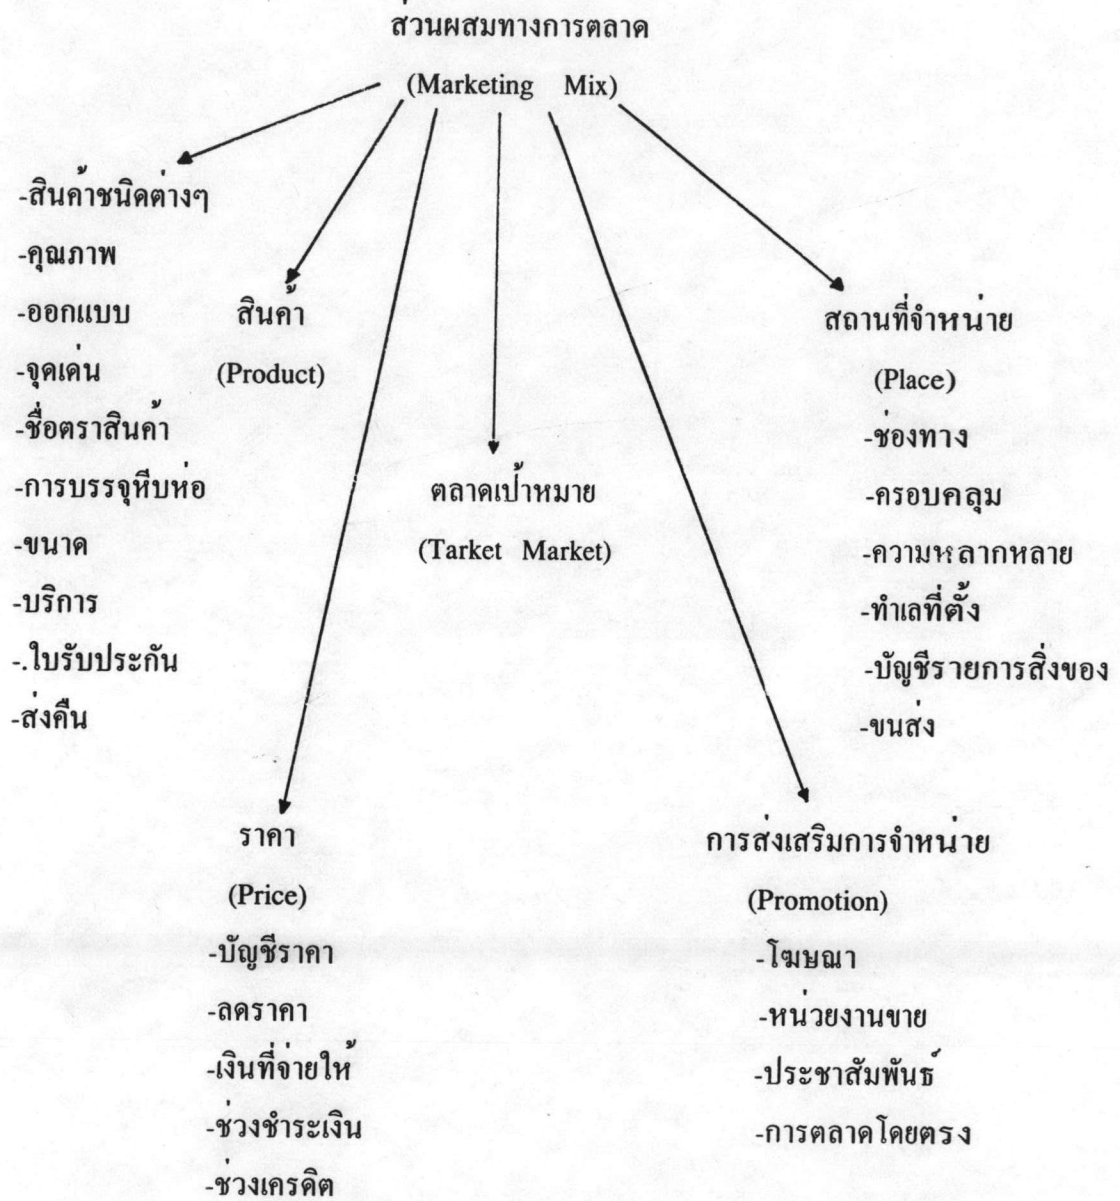 ส่วนผสมทางการตลาด
(Marketing Mix)
-สินค้าชนิดต่างๆ
-คุณภาพ
-ออกแบบ
-จุดเด่น
-ชื่อตราสินค้า
-การบรรจุหีบห่อ
-ขนาด
-บริการ
-.ใบรับประกัน
-ส่งคืน
สินค้า
(Product)
ตลาดเป้าหมาย
(Tarket Market)
สถานที่จำหน่าย
(Place)
-ช่องทาง
-ครอบคลุม
-ความหลากหลาย
-ทำเลที่ตั้ง
-บัญชีรายการสิ่งของ
-ขนส่ง
ราคา
(Price)
-บัญชีราคา
-ลดราคา
-เงินที่จ่ายให้
-ช่วงชำระเงิน
-ช่วงเครดิต
การส่งเสริมการจำหน่าย
(Promotion)
-โฆษณา
-หน่วยงานขาย
-ประชาสัมพันธ์
-การตลาดโดยตรง